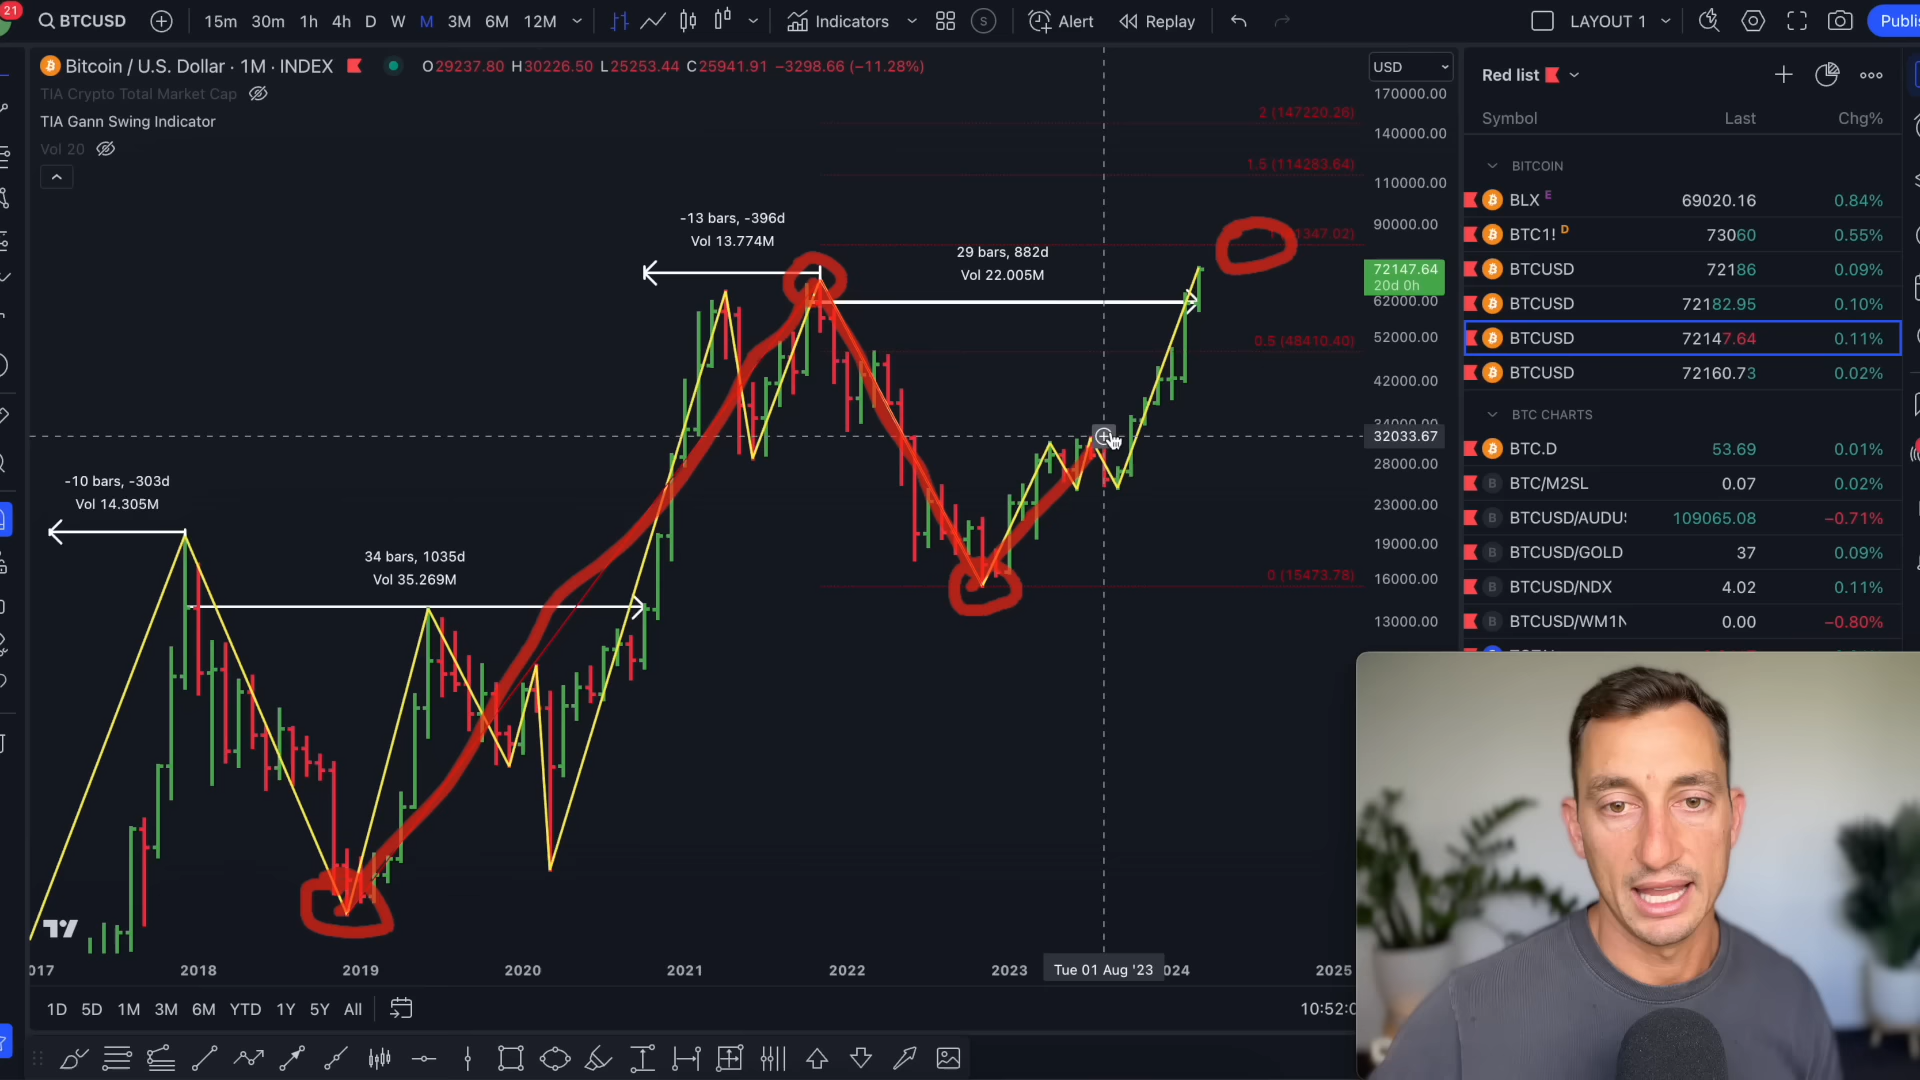 21
BTCUSD
15m 30m 1h 4h D W M 3M 6M 12M
Indicators
S
Alert
Replay
LAYOUT 1
Bitcoin / U.S. Dollar · 1M · INDEX
O29237.80 H30226.50 L25253.44 C25941.91 −3298.66 (−11.28%)
TIA Crypto Total Market Cap
TIA Gann Swing Indicator
Vol 20
USD
170000.00
140000.00
110000.00
90000.00
72147.64
20d 0h
62000.00
52000.00
42000.00
34000.00
32033.67
28000.00
23000.00
19000.00
16000.00
13000.00
2 (147220.26)
1.5 (114283.64)
0.5 (48410.40)
0 (15473.78)
-13 bars, -396d
Vol 13.774M
29 bars, 882d
Vol 22.005M
-10 bars, -303d
Vol 14.305M
34 bars, 1035d
Vol 35.269M
2018 2019 2020 2021 2022 2023 Tue 01 Aug '23 2025
1D 5D 1M 3M 6M YTD 1Y 5Y All
Red list
Symbol Last Chg%
BITCOIN
BLX E 69020.16 0.84%
BTC1! D 73060 0.55%
BTCUSD 72186 0.09%
BTCUSD 72182.95 0.10%
BTCUSD 72147.64 0.11%
BTCUSD 72160.73 0.02%
BTC CHARTS
BTC.D 53.69 0.01%
BTC/M2SL 0.07 0.02%
BTCUSD/AUDU 109065.08 −0.71%
BTCUSD/GOLD 37 0.09%
BTCUSD/NDX 4.02 0.11%
BTCUSD/WM1N 0.00 −0.80%